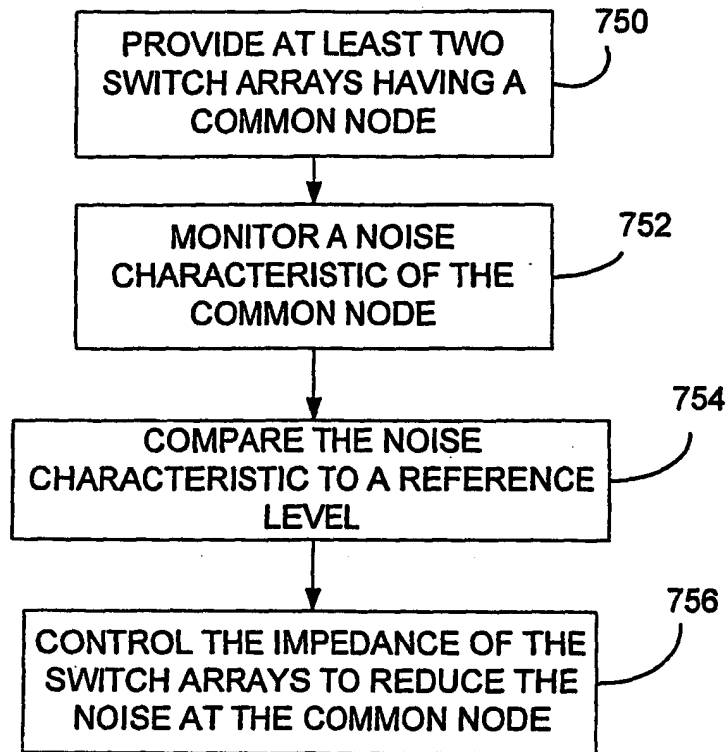 PROVIDE AT LEAST TWO
SWITCH ARRAYS HAVING A
COMMON NODE
750
MONITOR A NOISE
CHARACTERISTIC OF THE
COMMON NODE
752
COMPARE THE NOISE
CHARACTERISTIC TO A REFERENCE
LEVEL
754
CONTROL THE IMPEDANCE OF THE
SWITCH ARRAYS TO REDUCE THE
NOISE AT THE COMMON NODE
756